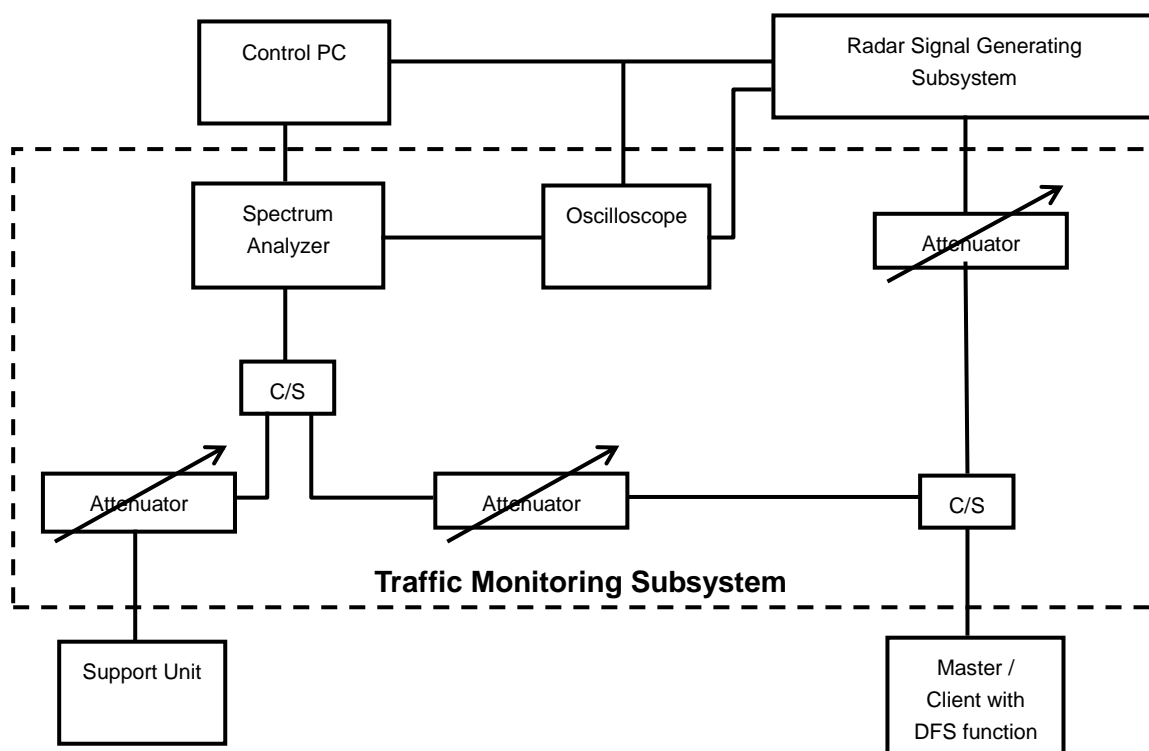 Control PC
Radar Signal Generating
Subsystem
Spectrum
Analyzer
Oscilloscope
Attenuator
C/S
Attenuator
Attenuator
C/S
Traffic Monitoring Subsystem
Support Unit
Master /
Client with
DFS function